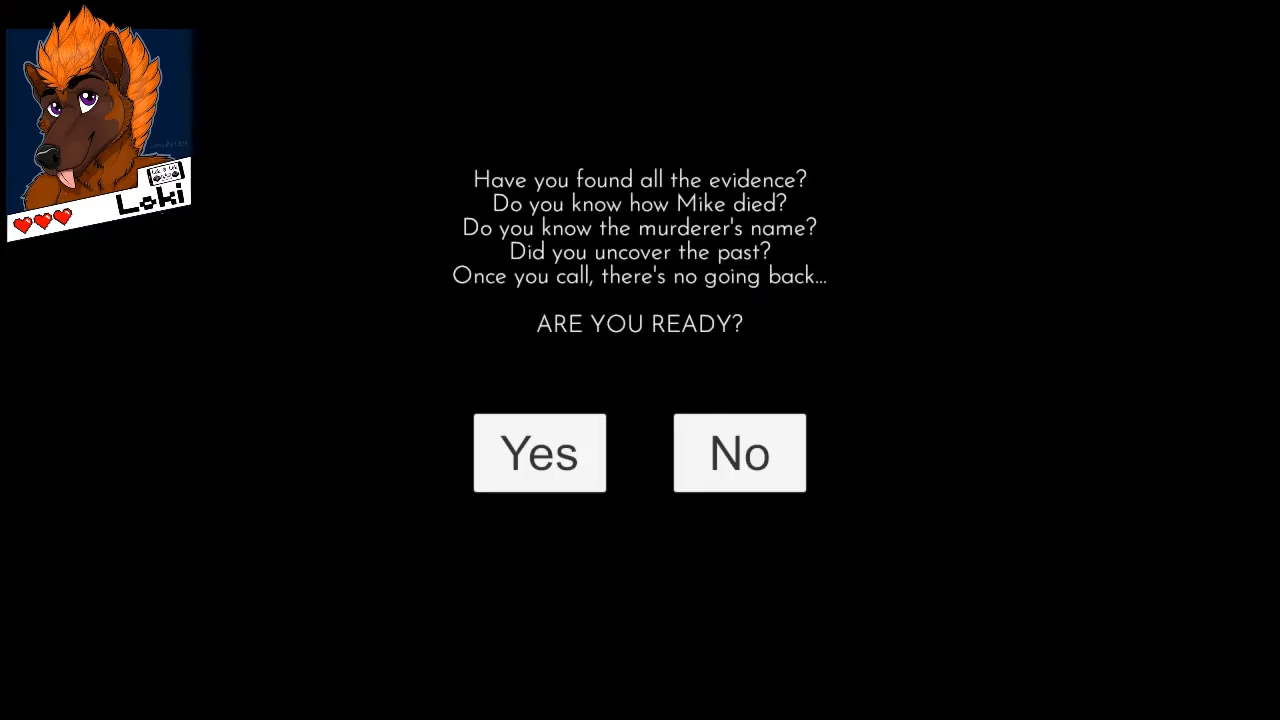 Loki
Have you found all the evidence?
Do you know how Mike died?
Do you know the murderer's name?
Did you uncover the past?
Once you call, there's no going back...
ARE YOU READY?
Yes
No